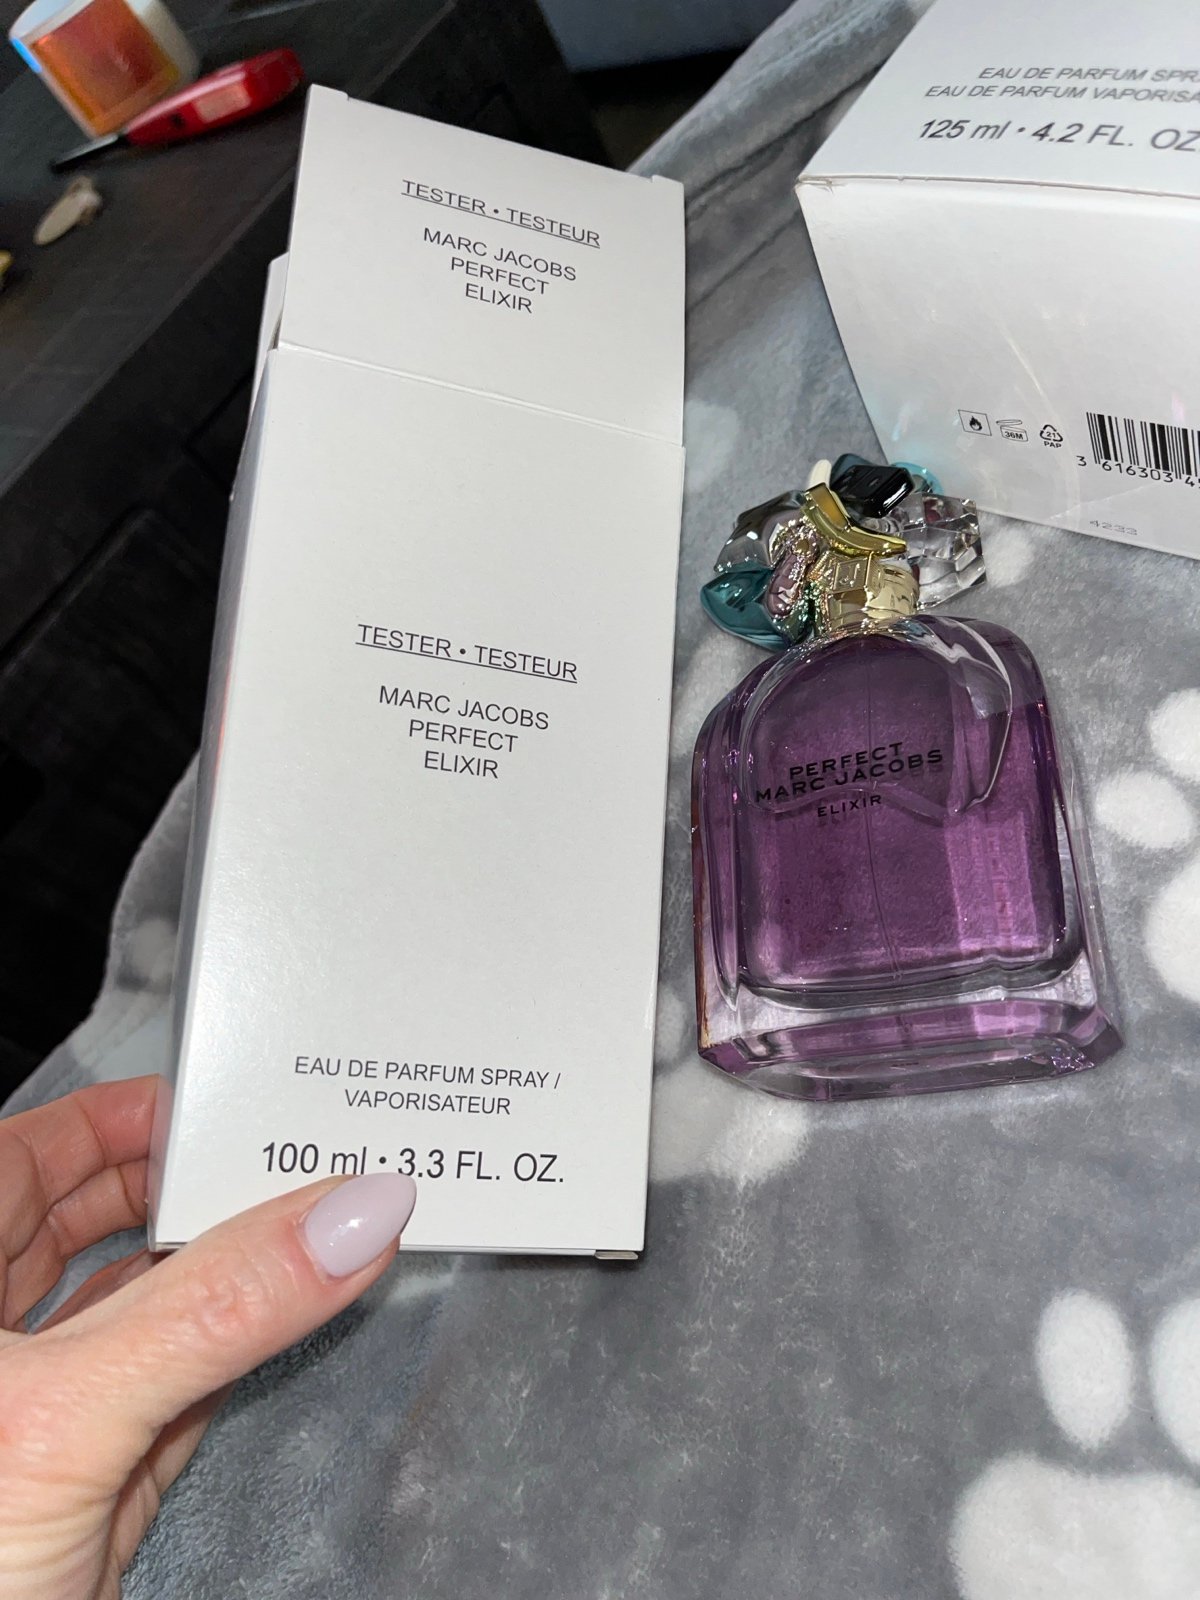 TESTER • TESTEUR
MARC JACOBS
PERFECT
ELIXIR
TESTER • TESTEUR
MARC JACOBS
PERFECT
ELIXIR
EAU DE PARFUM SPRAY /
VAPORISATEUR
100 ml • 3.3 FL. OZ.
PERFECT
MARC JACOBS
ELIXIR
EAU DE PARFUM
EAU DE PARFUM
125 ml • 4.2 FL. OZ
36M
21
PAP
3 616303
4233